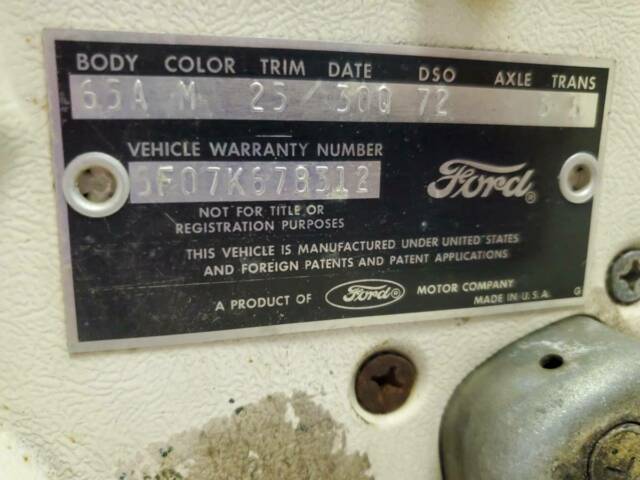 BODY COLOR TRIM DATE DSO AXLE TRANS
65A M 25 30Q 72
VEHICLE WARRANTY NUMBER
5F07K678312
Ford
NOT FOR TITLE OR
REGISTRATION PURPOSES
THIS VEHICLE IS MANUFACTURED UNDER UNITED STATES
AND FOREIGN PATENTS AND PATENT APPLICATIONS
A PRODUCT OF Ford MOTOR COMPANY
MADE IN U.S.A. G